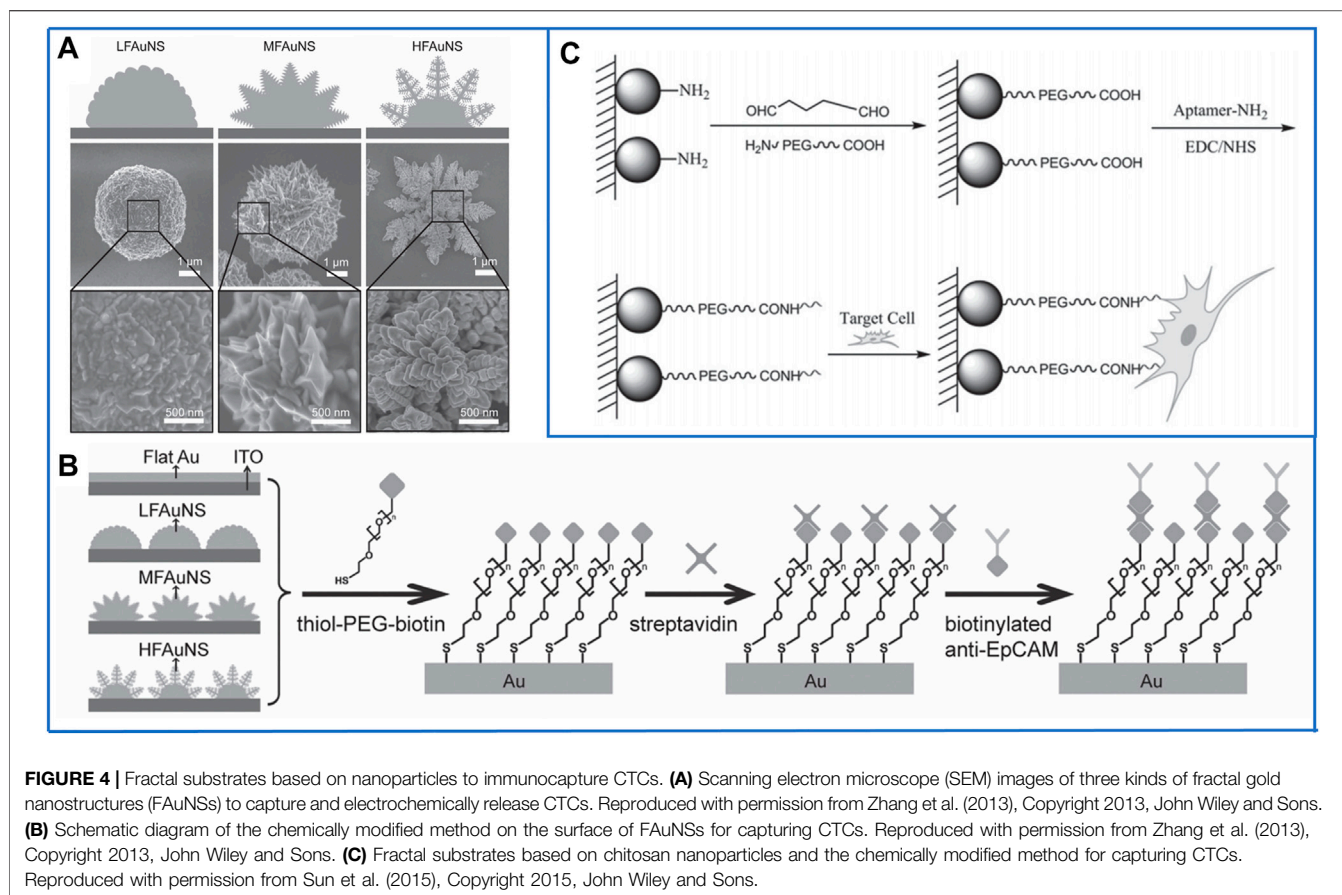 A
LFAuNS
MFAuNS
HFAuNS
1 µm
1 µm
1 µm
500 nm
500 nm
500 nm
C
NH₂
NH₂
OHC
CHO
H₂N PEG COOH
PEG COOH
PEG COOH
Aptamer-NH₂
EDC/NHS
PEG CONH
PEG CONH
Target Cell
PEG CONH
PEG CONH
B
Flat Au
ITO
LFAuNS
MFAuNS
HFAuNS
HS
O
O
n
thiol-PEG-biotin
O O O O O
n n n n n
O O O O O
S S S S S
Au
streptavidin
O O O O O
n n n n n
O O O O O
S S S S S
Au
biotinylated
anti-EpCAM
O O O O O
n n n n n
O O O O O
S S S S S
Au
FIGURE 4 | Fractal substrates based on nanoparticles to immunocapture CTCs. (A) Scanning electron microscope (SEM) images of three kinds of fractal gold
nanostructures (FAuNSs) to capture and electrochemically release CTCs. Reproduced with permission from Zhang et al. (2013), Copyright 2013, John Wiley and Sons.
(B) Schematic diagram of the chemically modified method on the surface of FAuNSs for capturing CTCs. Reproduced with permission from Zhang et al. (2013),
Copyright 2013, John Wiley and Sons. (C) Fractal substrates based on chitosan nanoparticles and the chemically modified method for capturing CTCs.
Reproduced with permission from Sun et al. (2015), Copyright 2015, John Wiley and Sons.